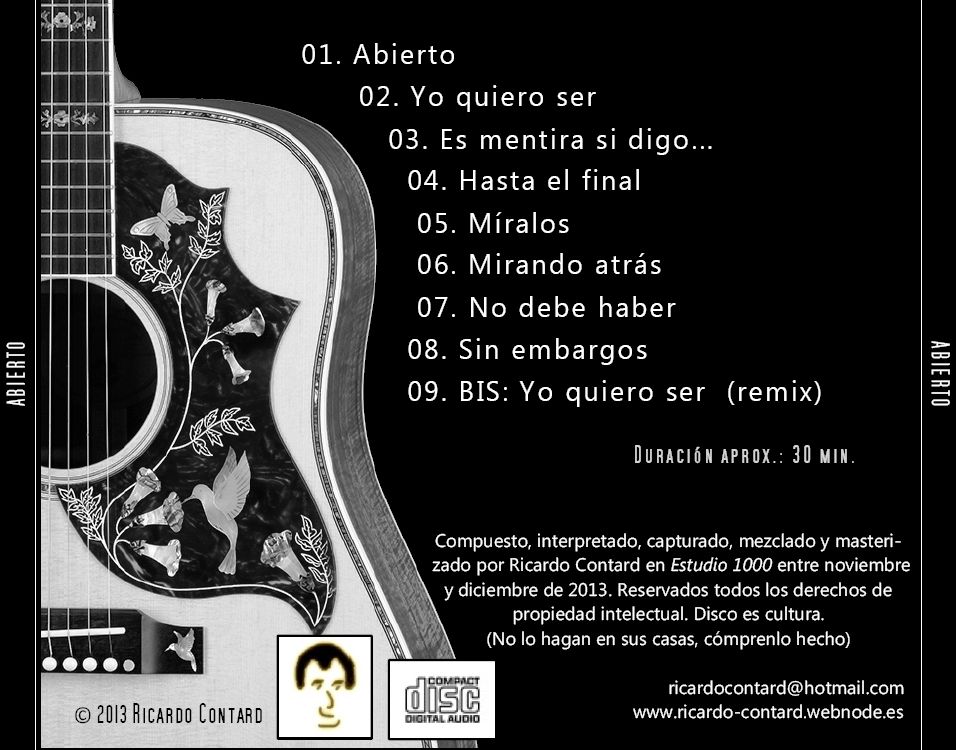 01. Abierto
02. Yo quiero ser
03. Es mentira si digo...
04. Hasta el final
05. Míralos
06. Mirando atrás
07. No debe haber
08. Sin embargos
09. BIS: Yo quiero ser (remix)
ABIERTO
ABIERTO
DURACIÓN APROX.: 30 MIN.
Compuesto, interpretado, capturado, mezclado y masteri-
zado por Ricardo Contard en Estudio 1000 entre noviembre
y diciembre de 2013. Reservados todos los derechos de
propiedad intelectual. Disco es cultura.
(No lo hagan en sus casas, cómprenlo hecho)
© 2013 RICARDO CONTARD
COMPACT
disc
DIGITAL AUDIO
ricardocontard@hotmail.com
www.ricardo-contard.webnode.es